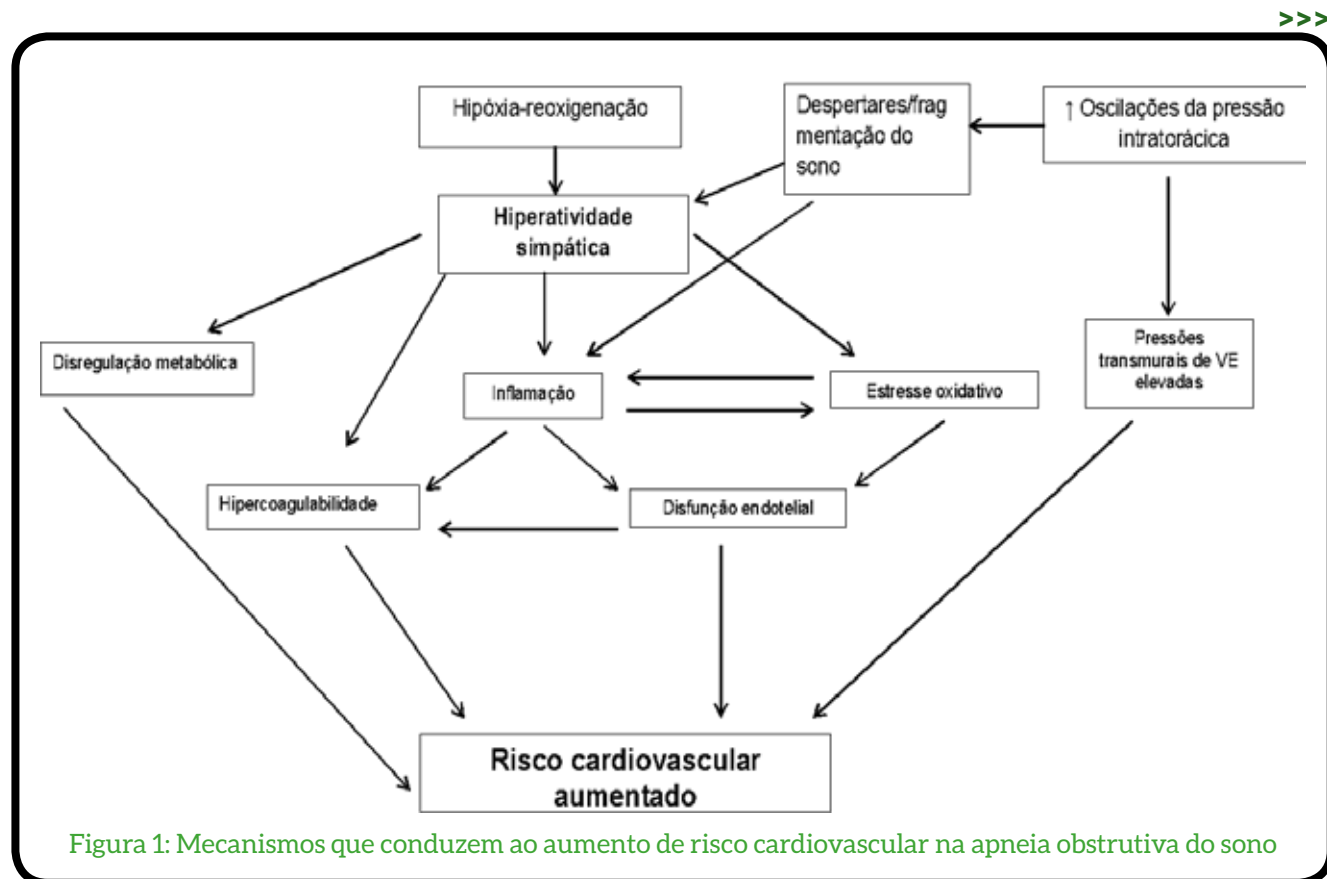 >>>
Hipóxia-reoxigenação
Despertares/frag
mentação do
sono
↑ Oscilações da pressão
intratorácica
Hiperatividade
simpática
Disregulação metabólica
Inflamação
Estresse oxidativo
Pressões
transmurais de VE
elevadas
Hipercoagulabilidade
Disfunção endotelial
Risco cardiovascular
aumentado
Figura 1: Mecanismos que conduzem ao aumento de risco cardiovascular na apneia obstrutiva do sono